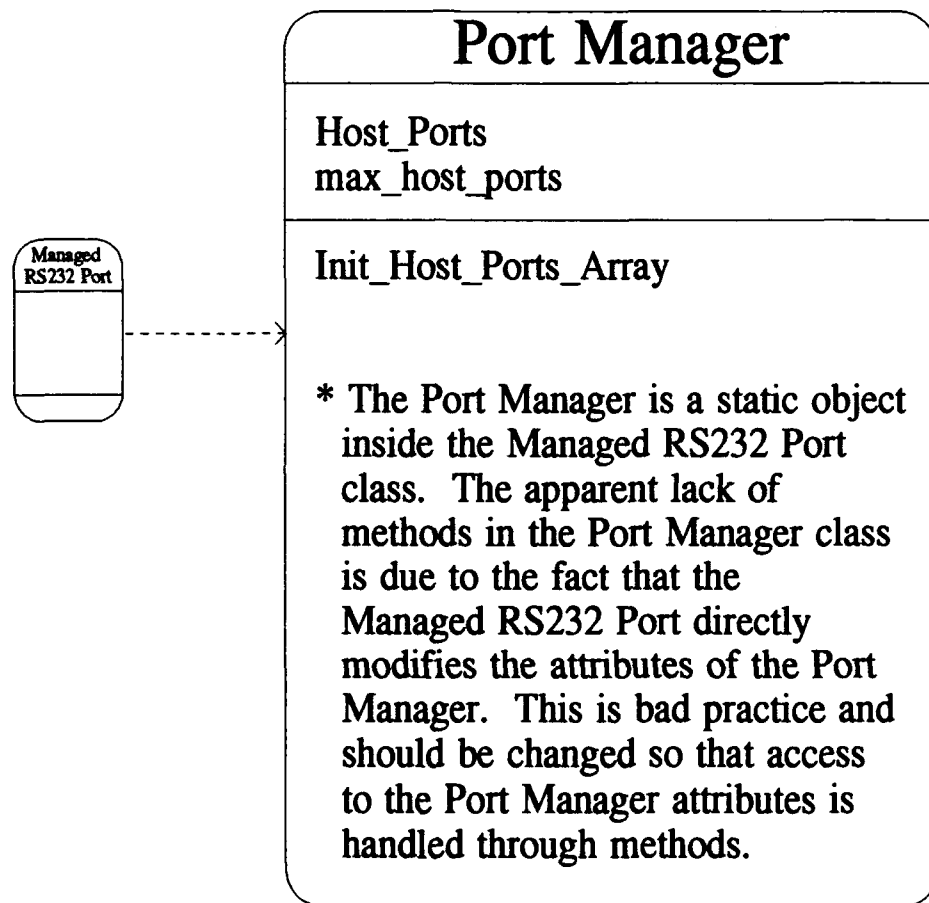 Port Manager
Host_Ports
max_host_ports
Managed
RS232 Port
Init_Host_Ports_Array
* The Port Manager is a static object
inside the Managed RS232 Port
class. The apparent lack of
methods in the Port Manager class
is due to the fact that the
Managed RS232 Port directly
modifies the attributes of the Port
Manager. This is bad practice and
should be changed so that access
to the Port Manager attributes is
handled through methods.